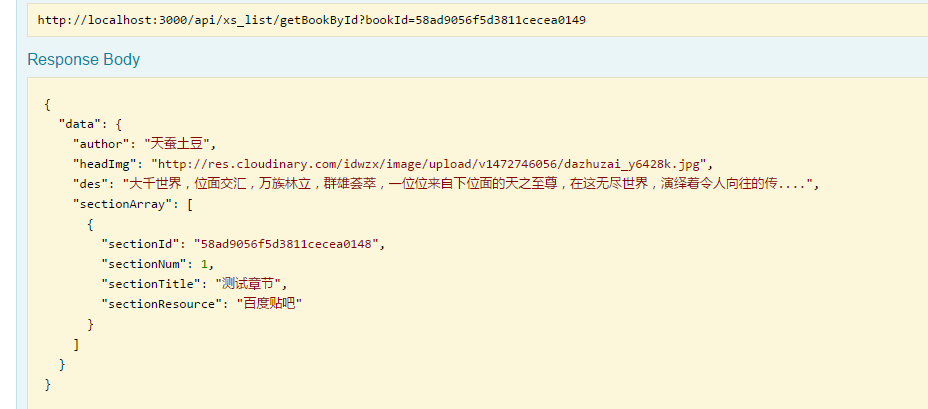 http://localhost:3000/api/xs_list/getBookById?bookId=58ad9056f5d3811cecea0149
Response Body
{
"data": {
"author": "天蚕土豆",
"headImg": "http://res.cloudinary.com/idwzx/image/upload/v1472746056/dazhuzai_y6428k.jpg",
"des": "大千世界，位面交汇，万族林立，群雄荟萃，一位位来自下位面的天之至尊，在这无尽世界，演绎着令人向往的传....",
"sectionArray": [
{
"sectionId": "58ad9056f5d3811cecea0148",
"sectionNum": 1,
"sectionTitle": "测试章节",
"sectionResource": "百度贴吧"
}
]
}
}